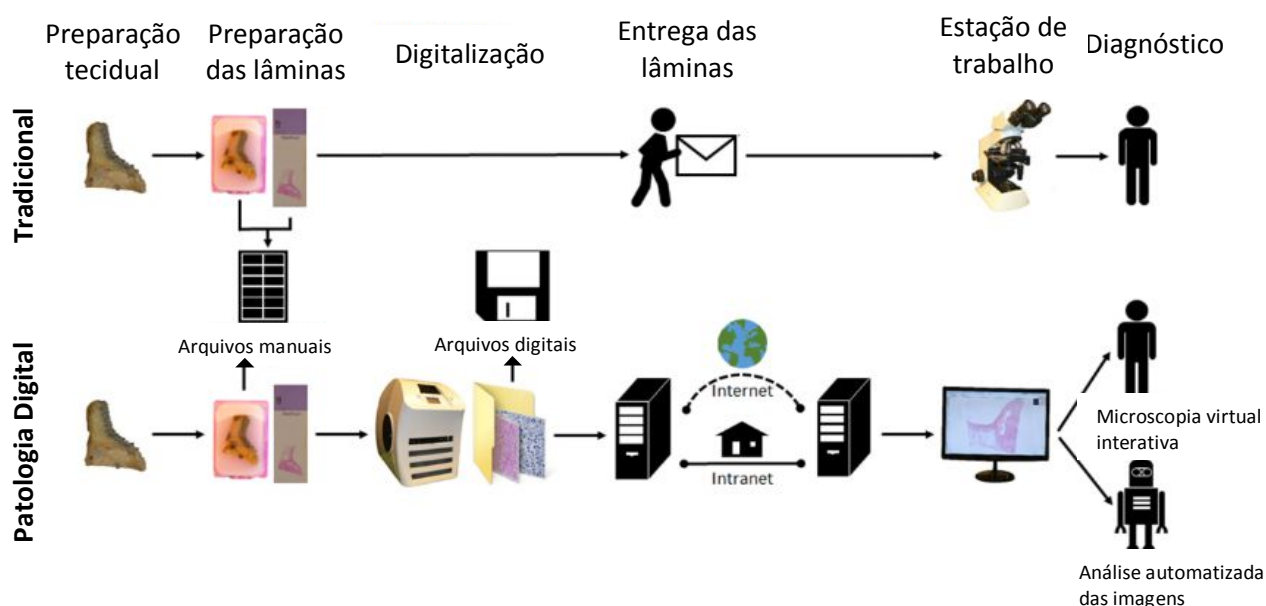 Preparação
tecidual
Preparação
das lâminas
Digitalização
Entrega das
lâminas
Estação de
trabalho
Diagnóstico
Tradicional
Arquivos manuais
Arquivos digitais
Patologia Digital
Internet
Intranet
Microscopia virtual
interativa
Análise automatizada
das imagens